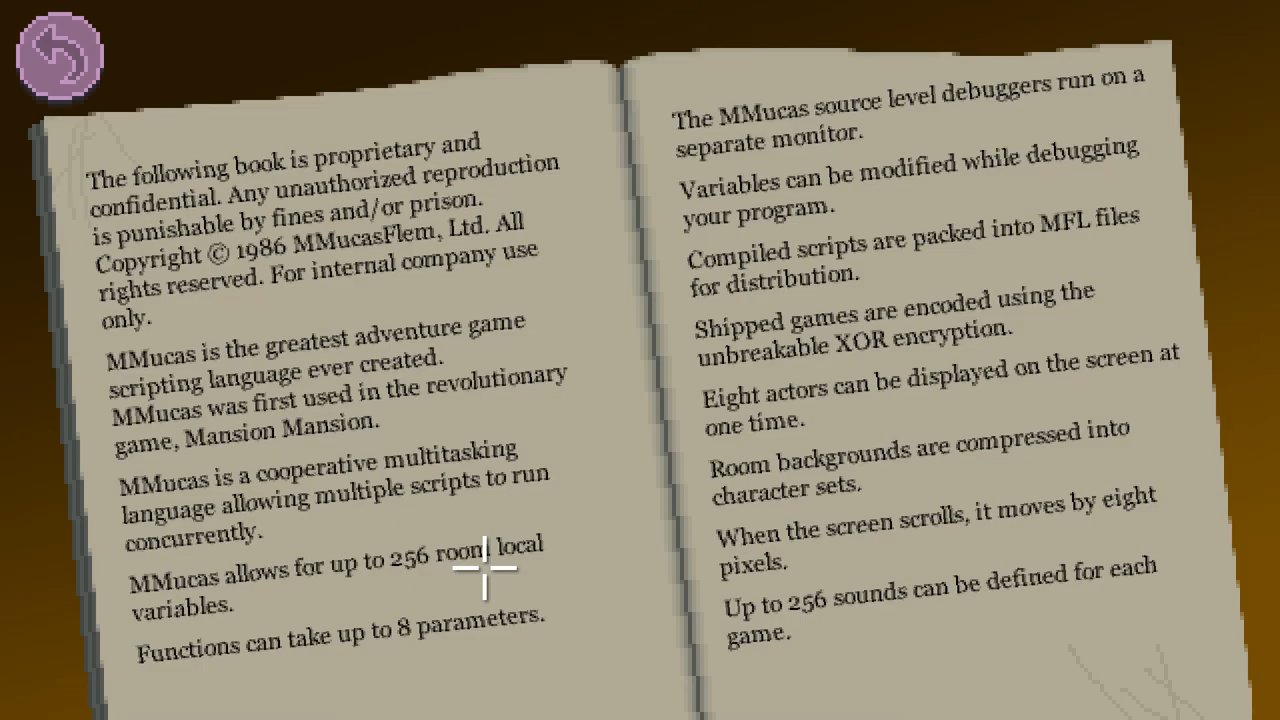 The following book is proprietary and
confidential. Any unauthorized reproduction
is punishable by fines and/or prison.
Copyright © 1986 MMucasFlem, Ltd. All
rights reserved. For internal company use
only.
MMucas is the greatest adventure game
scripting language ever created.
MMucas was first used in the revolutionary
game, Mansion Mansion.
MMucas is a cooperative multitasking
language allowing multiple scripts to run
concurrently.
MMucas allows for up to 256 room local
variables.
Functions can take up to 8 parameters.
The MMucas source level debuggers run on a
separate monitor.
Variables can be modified while debugging
your program.
Compiled scripts are packed into MFL files
for distribution.
Shipped games are encoded using the
unbreakable XOR encryption.
Eight actors can be displayed on the screen at
one time.
Room backgrounds are compressed into
character sets.
When the screen scrolls, it moves by eight
pixels.
Up to 256 sounds can be defined for each
game.